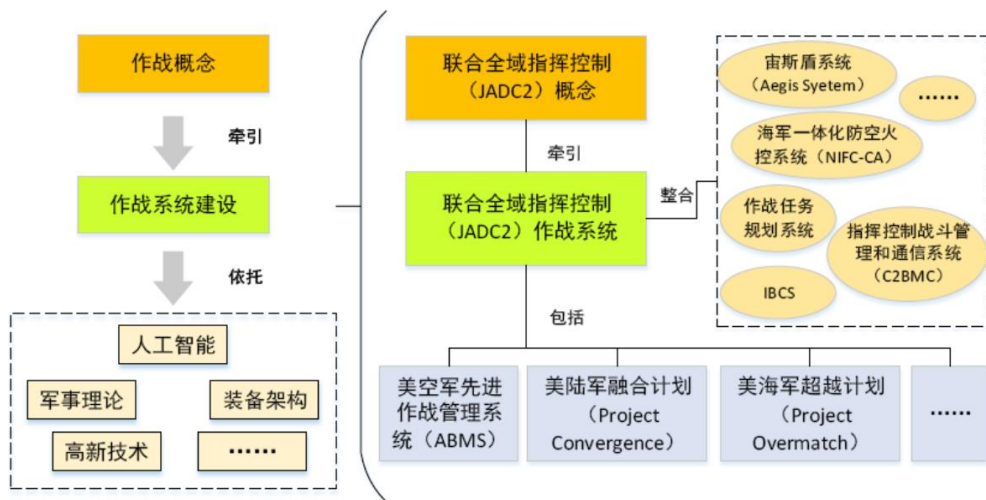 作战概念
牵引
作战系统建设
依托
人工智能
军事理论
装备架构
高新技术
······
联合全域指挥控制
（JADC2）概念
牵引
联合全域指挥控制
（JADC2）作战系统
整合
包括
宙斯盾系统
（Aegis Syetem）
······
海军一体化防空火
控系统（NIFC-CA）
作战任务
规划系统
指挥控制战斗管
理和通信系统
（C2BMC）
IBCS
美空军先进
作战管理系
统（ABMS）
美陆军融合计划
（Project
Convergence）
美海军超越计划
（Project
Overmatch）
······